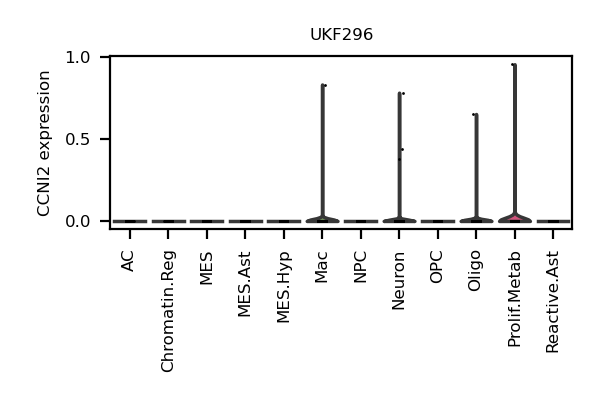 UKF296
CCNI2 expression
1.0
0.5
0.0
AC
Chromatin.Reg
MES
MES.Ast
MES.Hyp
Mac
NPC
Neuron
OPC
Oligo
Prolif.Metab
Reactive.Ast